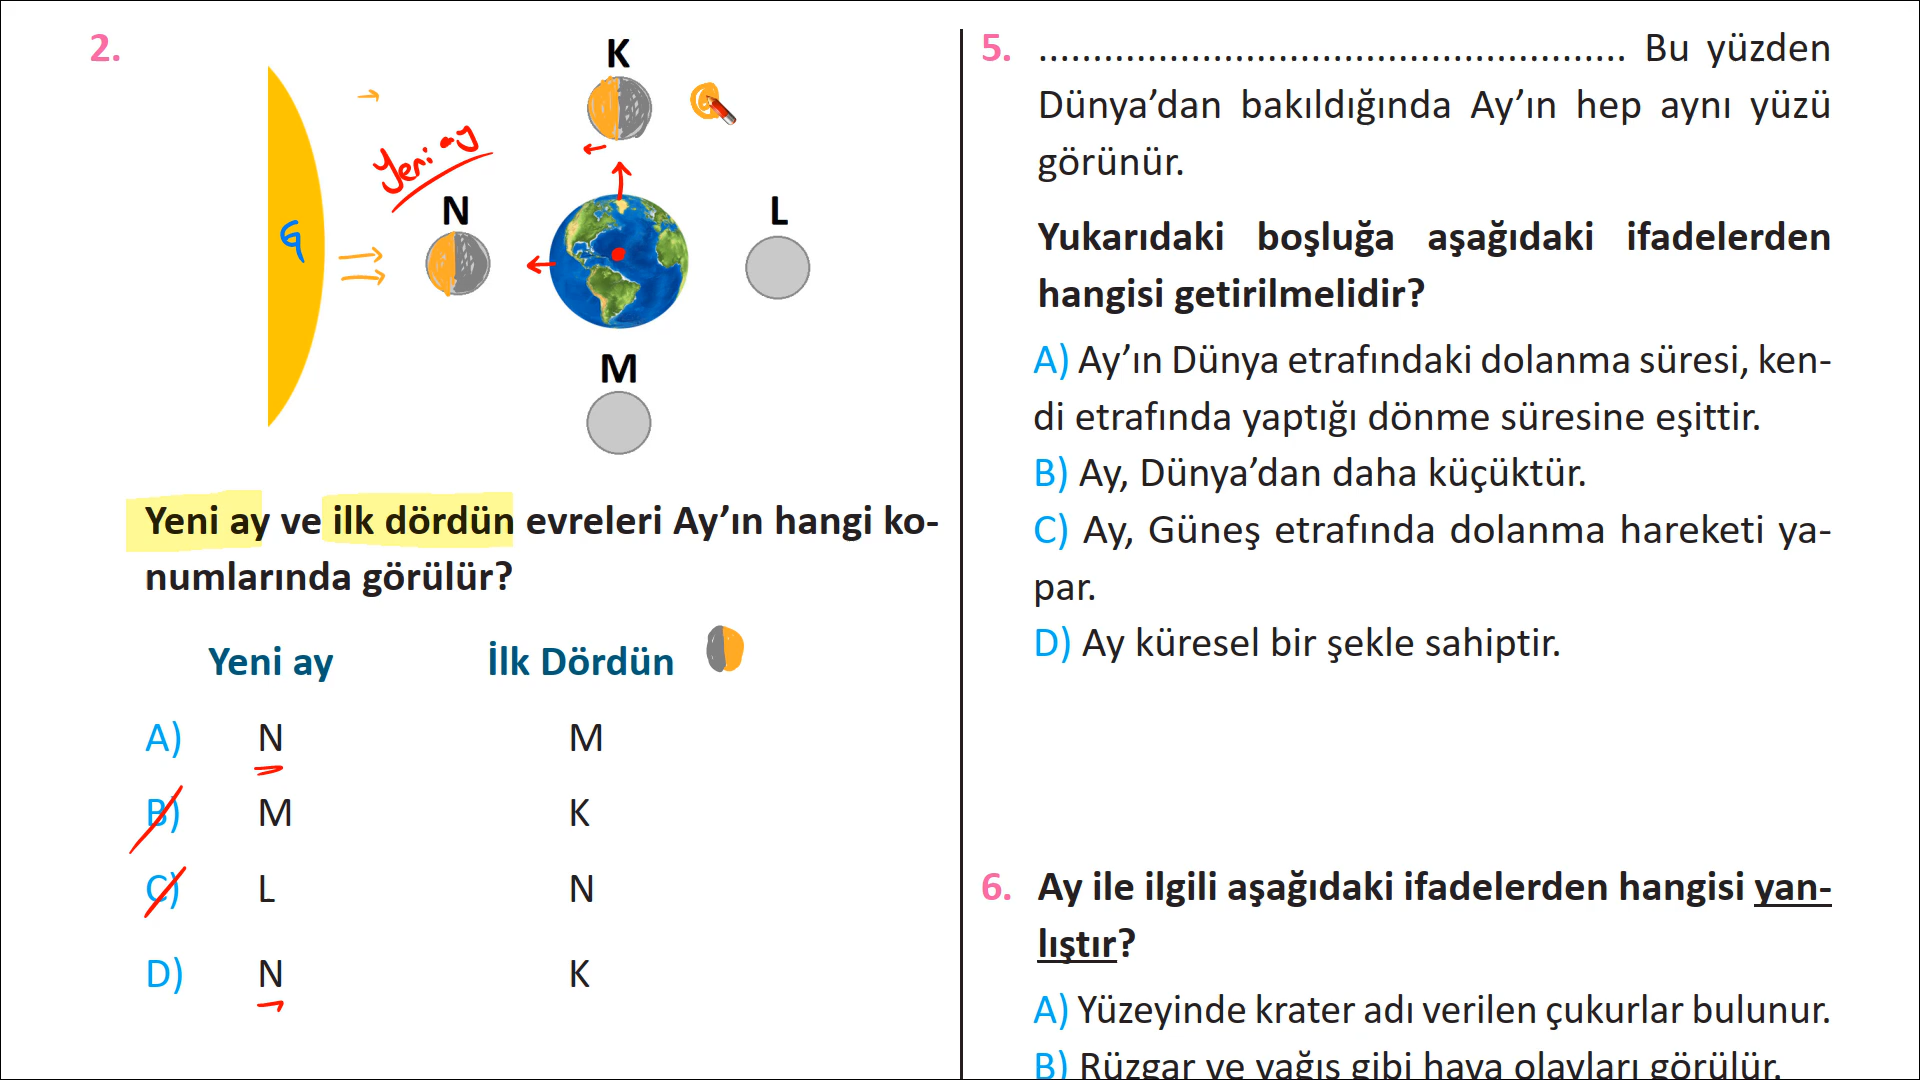 2.
K
Yeni ay
N
L
G
M
Yeni ay ve ilk dördün evreleri Ay’ın hangi ko-
numlarında görülür?
Yeni ay İlk Dördün
A) N M
B) M K
C) L N
D) N K
5. ........................................................ Bu yüzden
Dünya’dan bakıldığında Ay’ın hep aynı yüzü
görünür.
Yukarıdaki boşluğa aşağıdaki ifadelerden
hangisi getirilmelidir?
A) Ay’ın Dünya etrafındaki dolanma süresi, ken-
di etrafında yaptığı dönme süresine eşittir.
B) Ay, Dünya’dan daha küçüktür.
C) Ay, Güneş etrafında dolanma hareketi ya-
par.
D) Ay küresel bir şekle sahiptir.
6. Ay ile ilgili aşağıdaki ifadelerden hangisi yan-
lıştır?
A) Yüzeyinde krater adı verilen çukurlar bulunur.
B) Rüzgar ve yağış gibi hava olayları görülür.